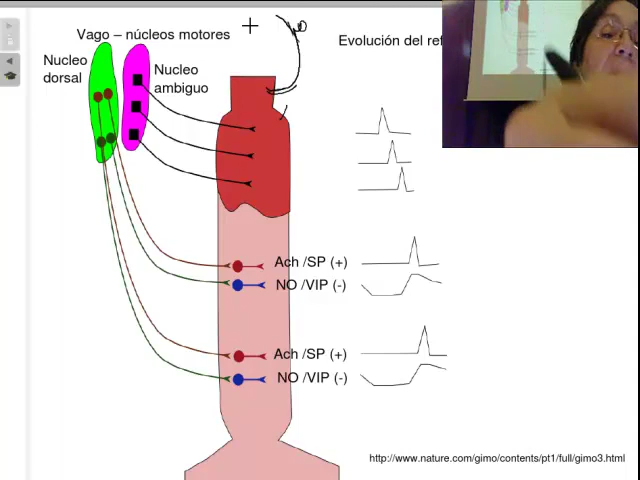 Vago – núcleos motores
Evolución del
Nucleo
dorsal
Nucleo
ambiguo
Ach /SP (+)
NO /VIP (-)
Ach /SP (+)
NO /VIP (-)
http://www.nature.com/gimo/contents/pt1/full/gimo3.html